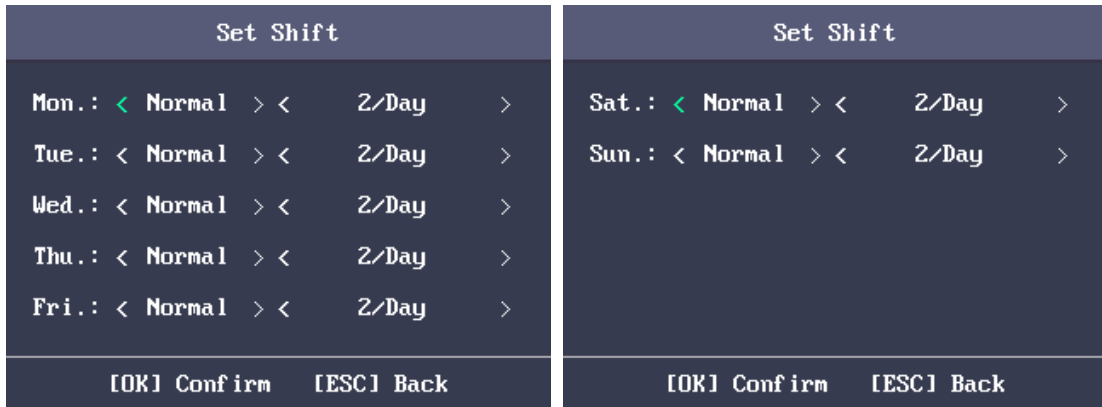 Set Shift
Mon.: < Normal > < 2/Day >
Tue.: < Normal > < 2/Day >
Wed.: < Normal > < 2/Day >
Thu.: < Normal > < 2/Day >
Fri.: < Normal > < 2/Day >
[OK] Confirm [ESC] Back
Set Shift
Sat.: < Normal > < 2/Day >
Sun.: < Normal > < 2/Day >
[OK] Confirm [ESC] Back